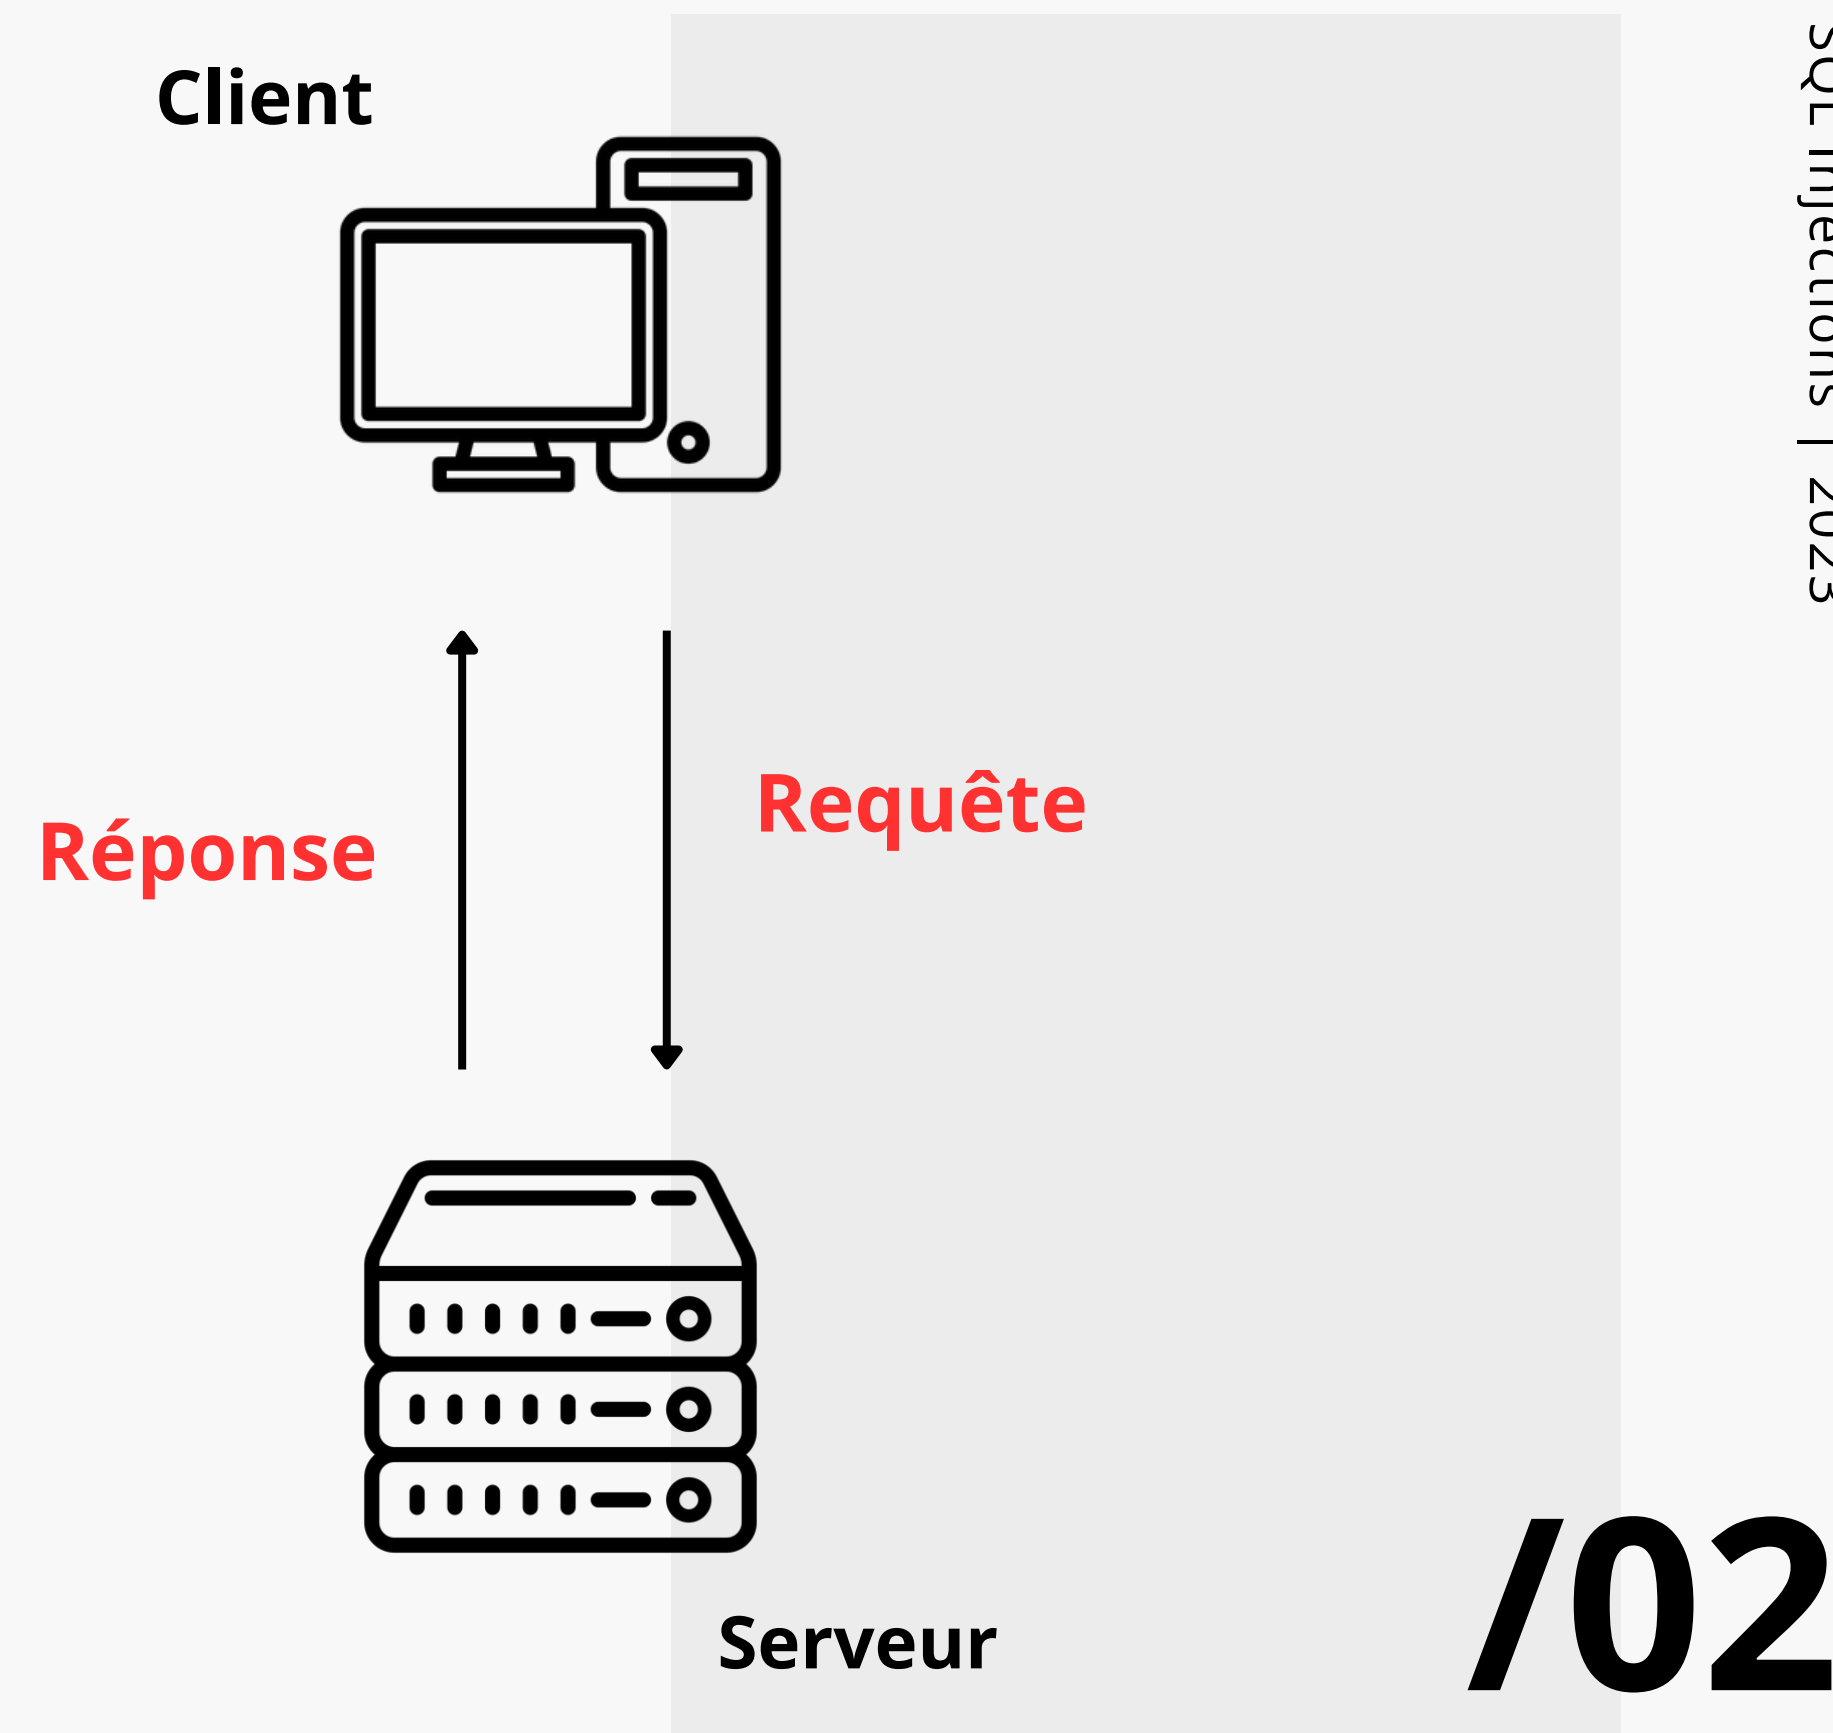 Client
SQL Injections | 2023
Requête
Réponse
Serveur
/02